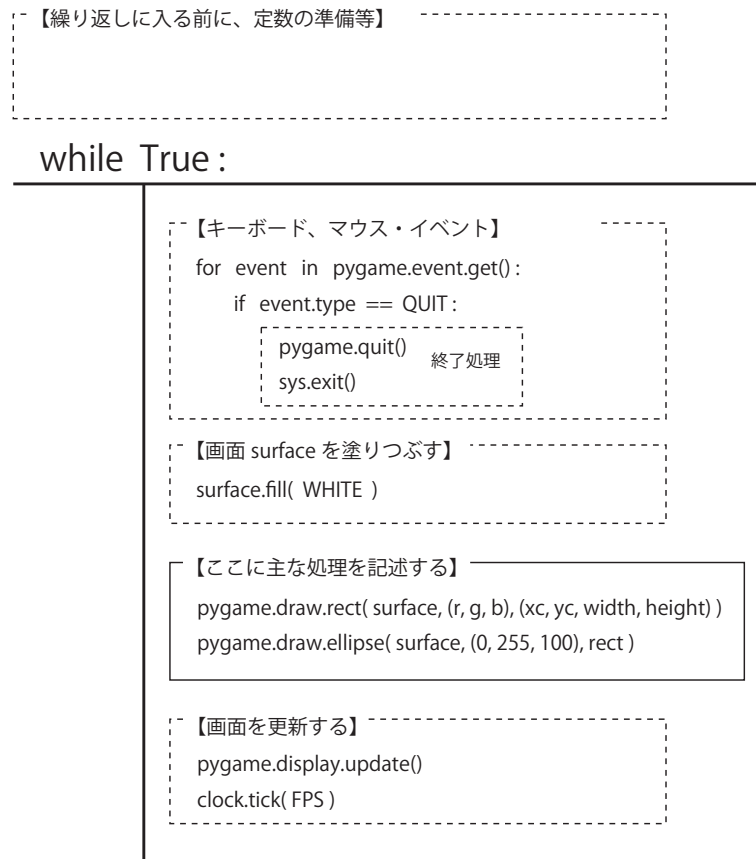 【繰り返しに入る前に、定数の準備等】
while True :
【キーボード、マウス・イベント】
for event in pygame.event.get() :
if event.type == QUIT :
pygame.quit()
終了処理
sys.exit()
【画面 surface を塗りつぶす】
surface.fill( WHITE )
【ここに主な処理を記述する】
pygame.draw.rect( surface, (r, g, b), (xc, yc, width, height) )
pygame.draw.ellipse( surface, (0, 255, 100), rect )
【画面を更新する】
pygame.display.update()
clock.tick( FPS )